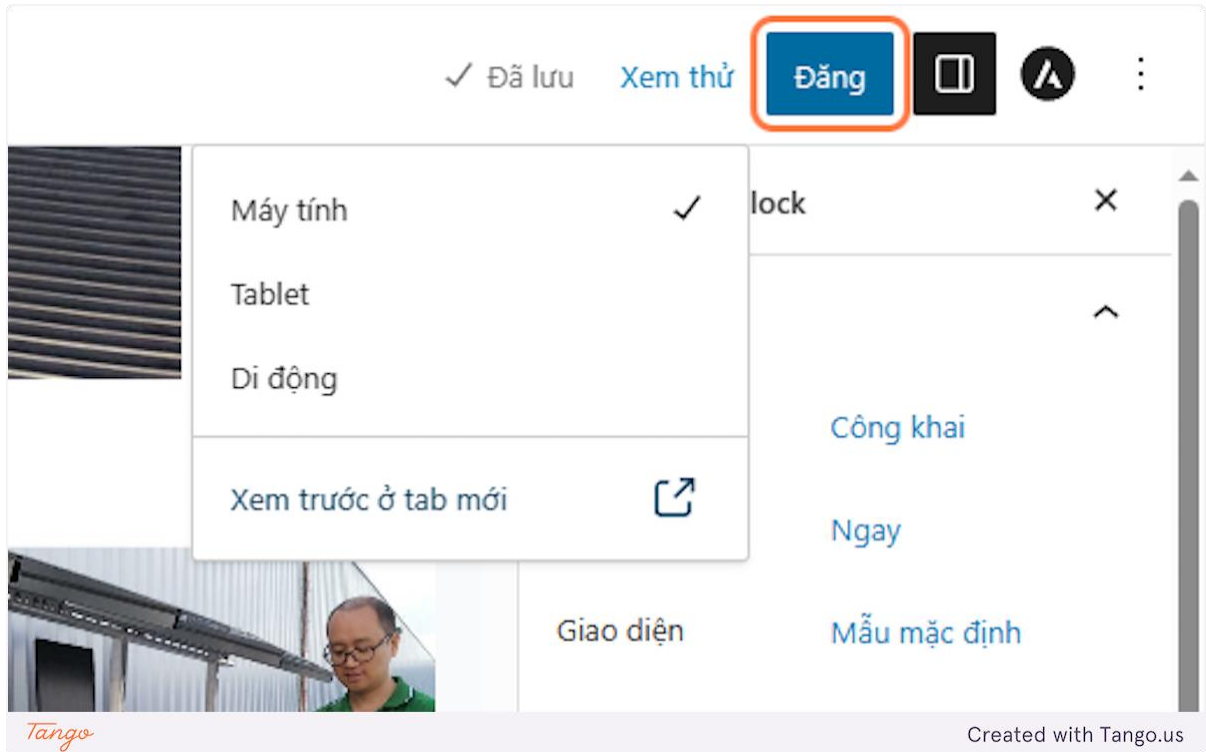 Đã lưu Xem thử Đăng
Máy tính
lock
Tablet
Di động
Công khai
Xem trước ở tab mới
Ngay
Giao diện Mẫu mặc định
Tango Created with Tango.us